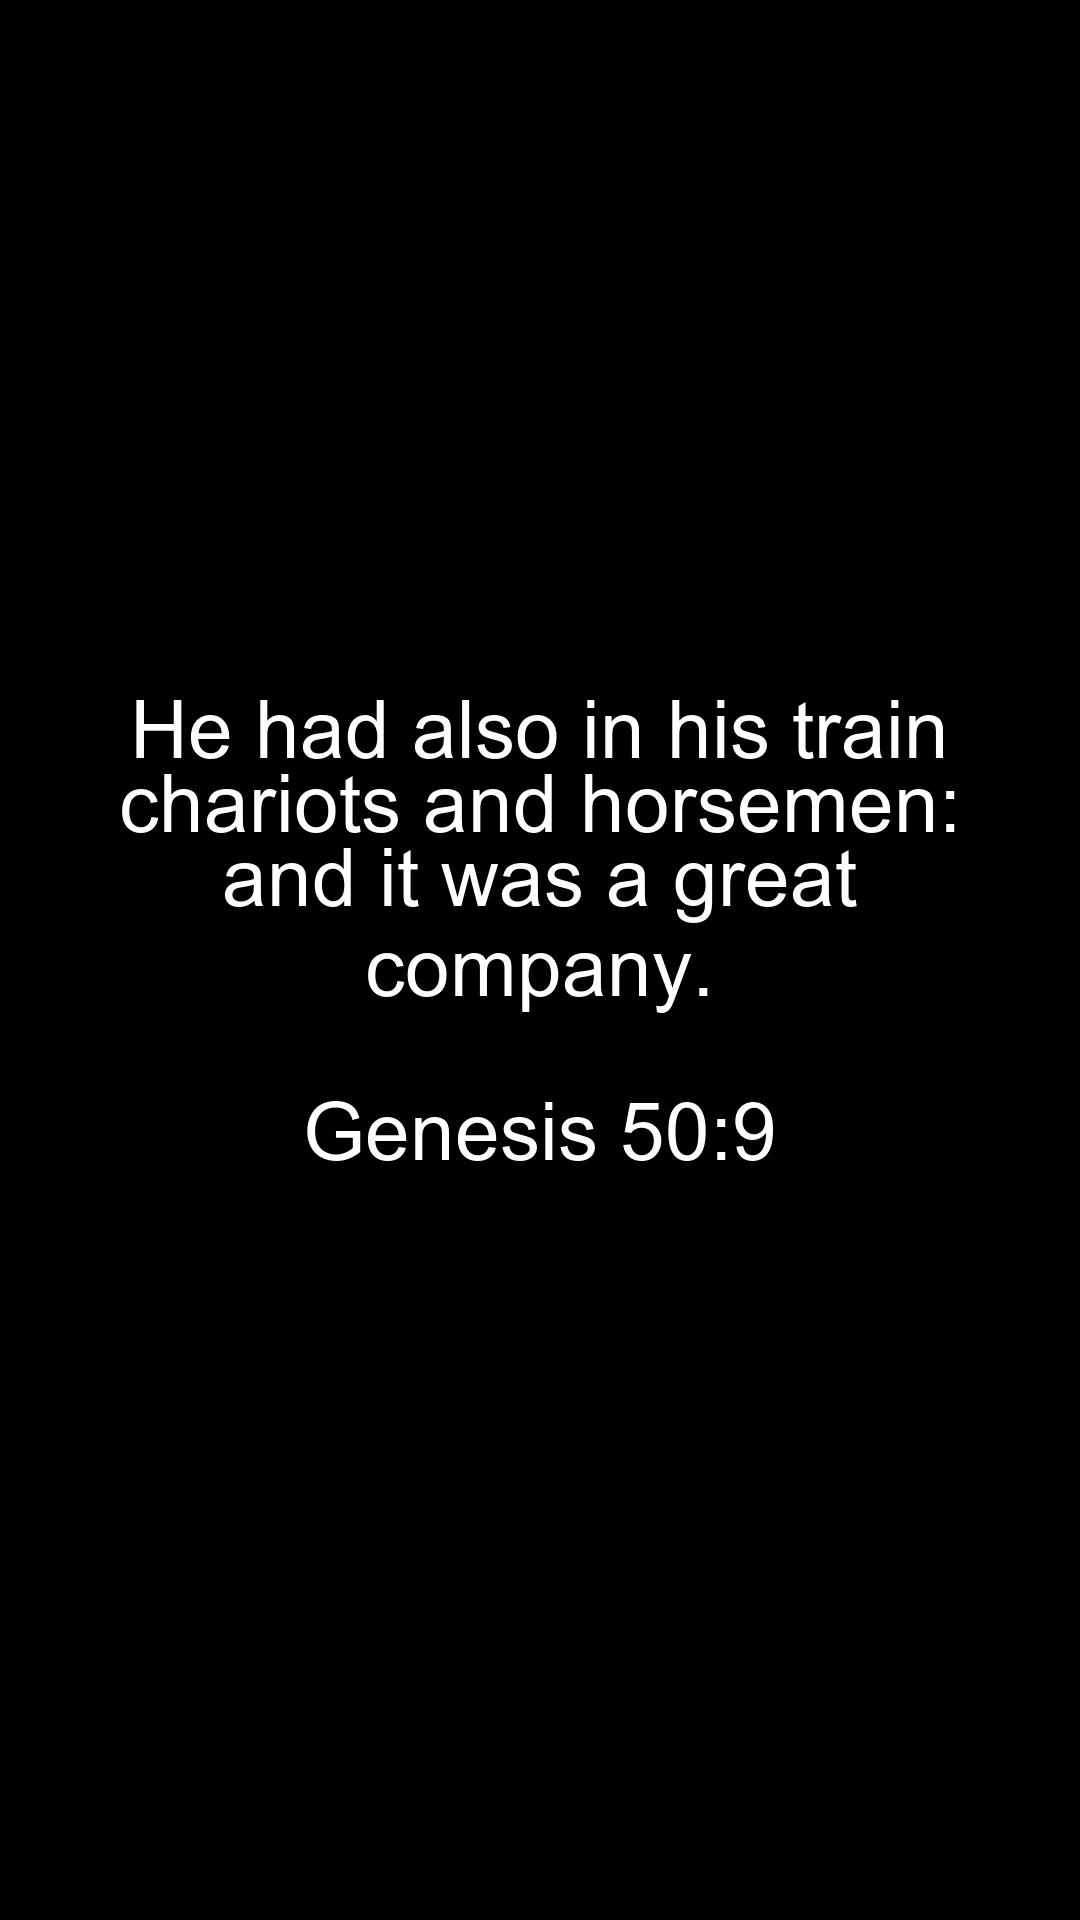 He had also in his train
chariots and horsemen:
and it was a great
company.
Genesis 50:9